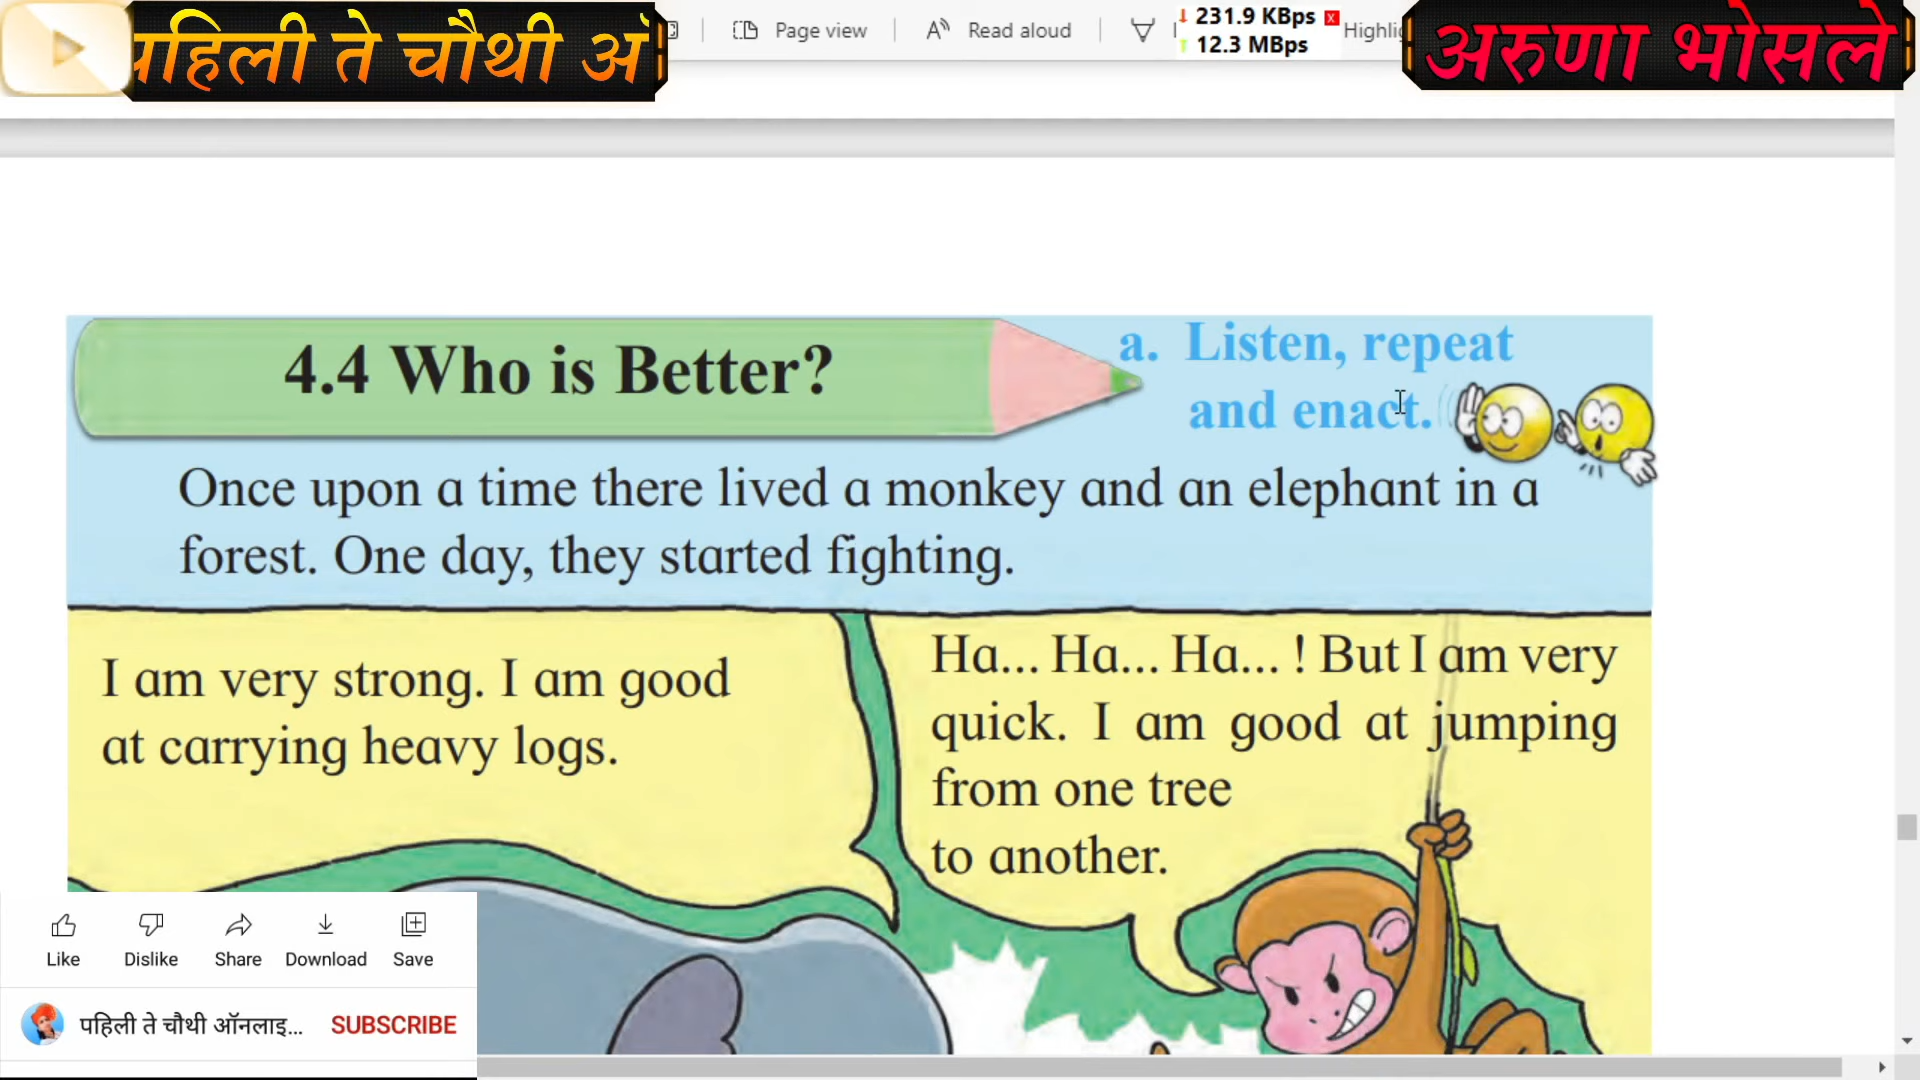 पहिली ते चौथी
Page view
Read aloud
231.9 KBps
12.3 MBps
अरुणा भोसले
4.4 Who is Better?
a. Listen, repeat
and enact.
Once upon a time there lived a monkey and an elephant in a
forest. One day, they started fighting.
I am very strong. I am good
at carrying heavy logs.
Ha... Ha... Ha... ! But I am very
quick. I am good at jumping
from one tree
to another.
Like
Dislike
Share
Download
Save
पहिली ते चौथी ऑनलाइ...
SUBSCRIBE